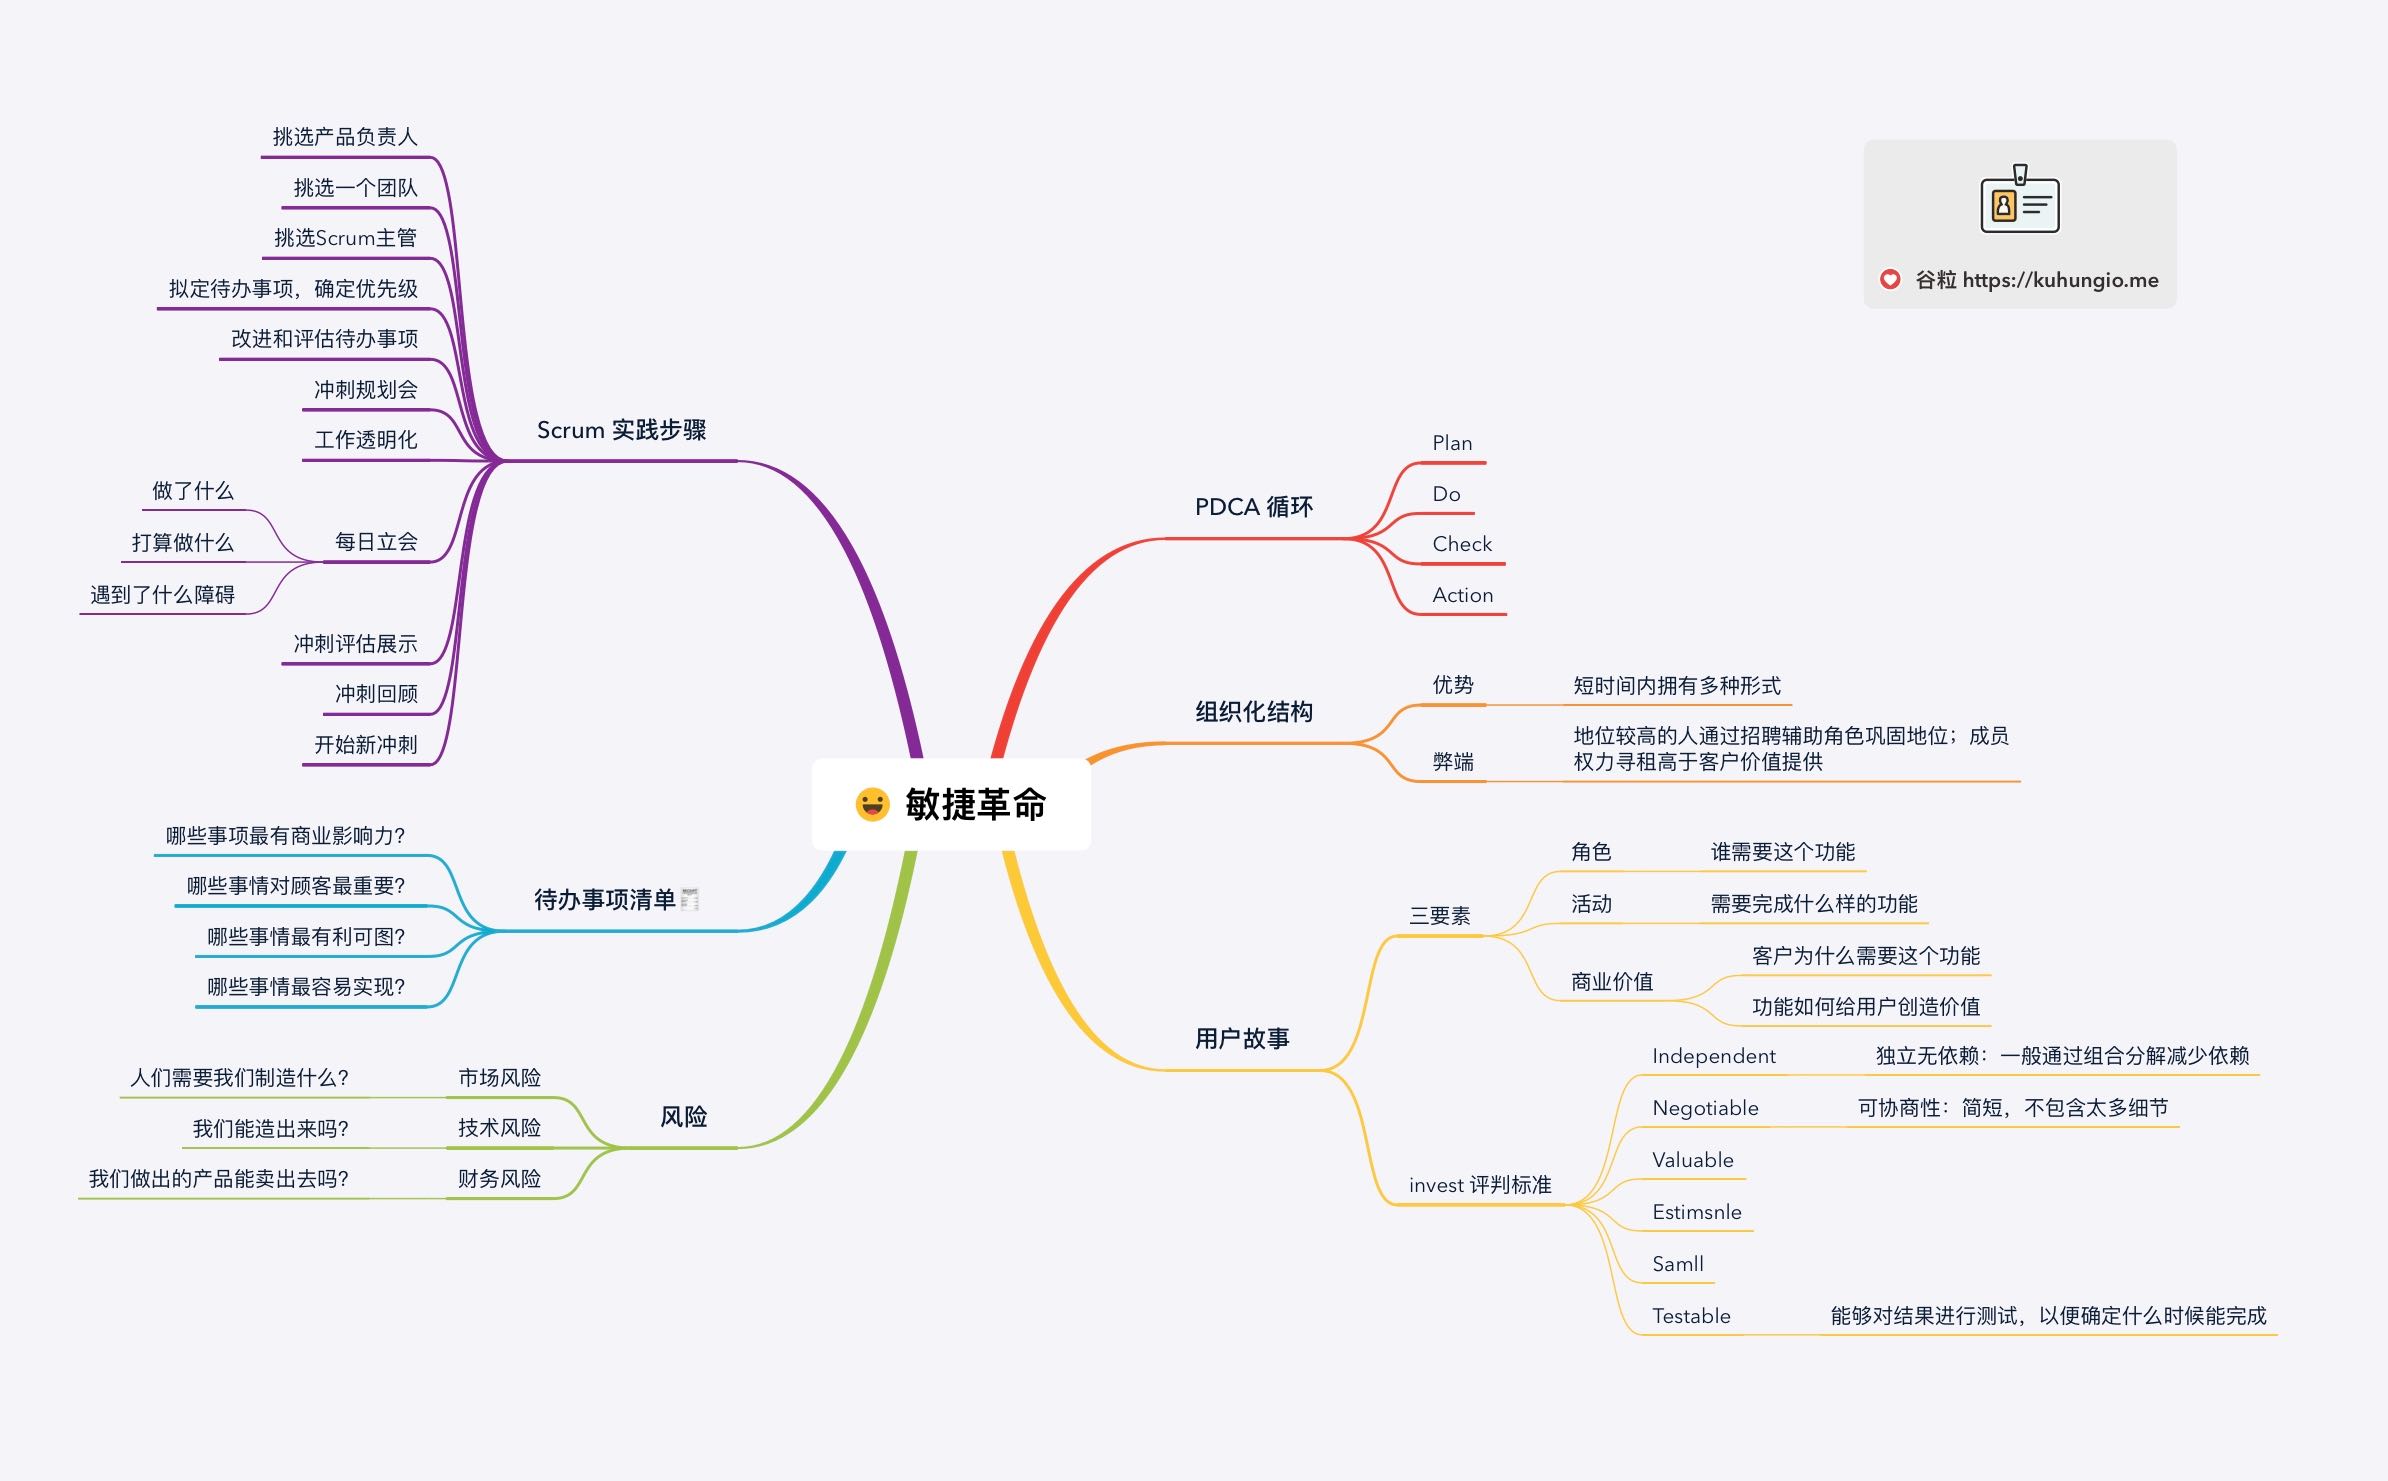 敏捷革命
谷粒 https://kuhungio.me
PDCA 循环
Plan
Do
Check
Action
组织化结构
优势
短时间内拥有多种形式
弊端
地位较高的人通过招聘辅助角色巩固地位；成员
权力寻租高于客户价值提供
用户故事
三要素
角色
谁需要这个功能
活动
需要完成什么样的功能
商业价值
客户为什么需要这个功能
功能如何给用户创造价值
invest 评判标准
Independent
独立无依赖：一般通过组合分解减少依赖
Negotiable
可协商性：简短，不包含太多细节
Valuable
Estimsnle
Samll
Testable
能够对结果进行测试，以便确定什么时候能完成
Scrum 实践步骤
挑选产品负责人
挑选一个团队
挑选Scrum主管
拟定待办事项，确定优先级
改进和评估待办事项
冲刺规划会
工作透明化
每日立会
做了什么
打算做什么
遇到了什么障碍
冲刺评估展示
冲刺回顾
开始新冲刺
待办事项清单
哪些事项最有商业影响力？
哪些事情对顾客最重要？
哪些事情最有利可图？
哪些事情最容易实现？
风险
市场风险
人们需要我们制造什么？
技术风险
我们能造出来吗？
财务风险
我们做出的产品能卖出去吗？